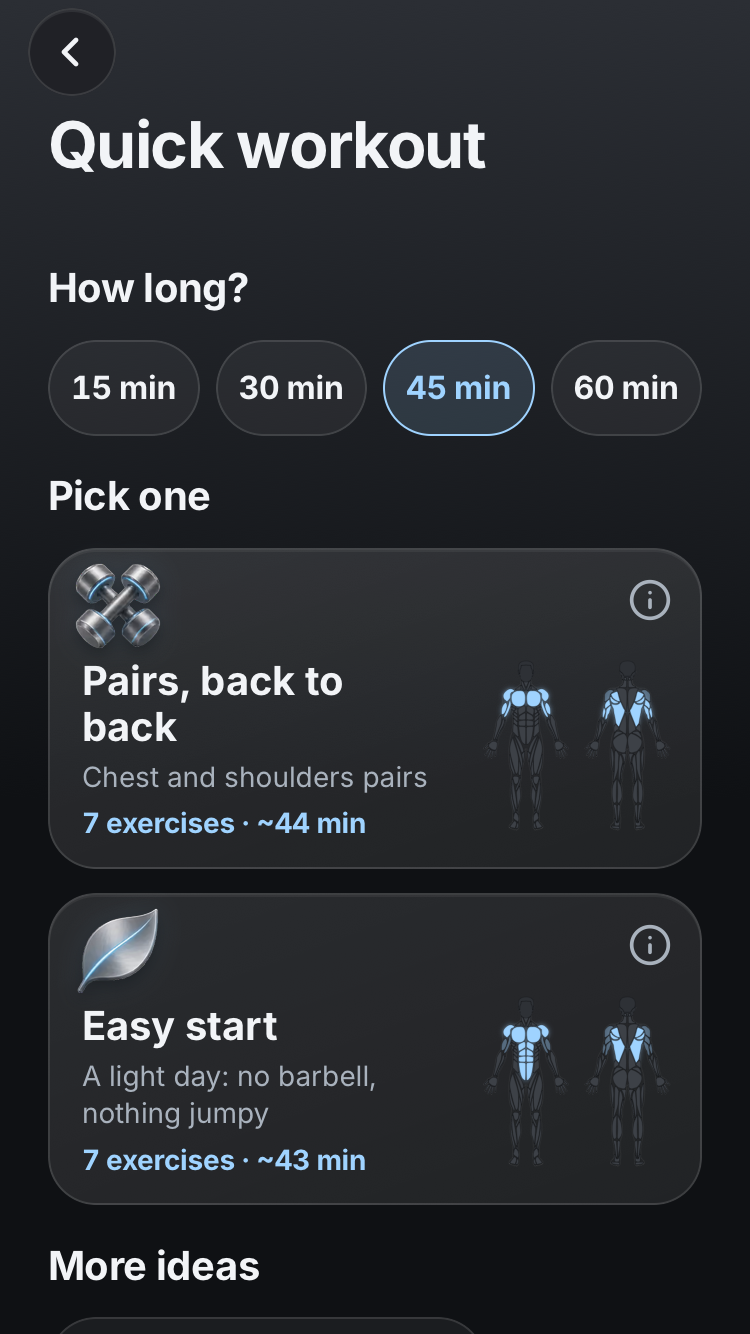 Quick workout
How long?
15 min
30 min
45 min
60 min
Pick one
Pairs, back to
back
Chest and shoulders pairs
7 exercises · ~44 min
Easy start
A light day: no barbell,
nothing jumpy
7 exercises · ~43 min
More ideas